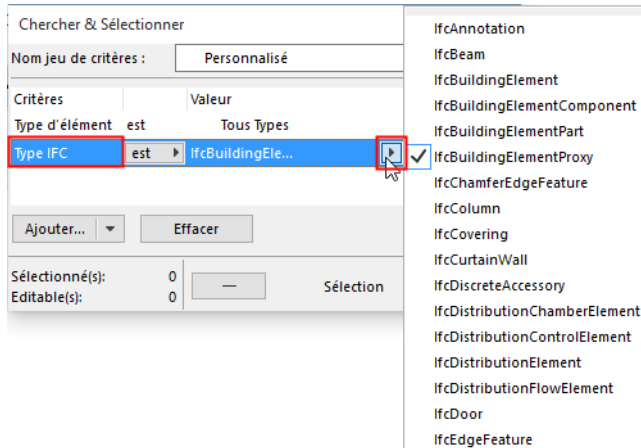 Chercher & Sélectionner
Nom jeu de critères : Personnalisé
Critères Valeur
Type d'élément est Tous Types
Type IFC est IfcBuildingEle...
Ajouter... Effacer
Sélectionné(s): 0
Editable(s): 0
— Sélection
IfcAnnotation
IfcBeam
IfcBuildingElement
IfcBuildingElementComponent
IfcBuildingElementPart
IfcBuildingElementProxy
IfcChamferEdgeFeature
IfcColumn
IfcCovering
IfcCurtainWall
IfcDiscreteAccessory
IfcDistributionChamberElement
IfcDistributionControlElement
IfcDistributionElement
IfcDistributionFlowElement
IfcDoor
IfcEdgeFeature